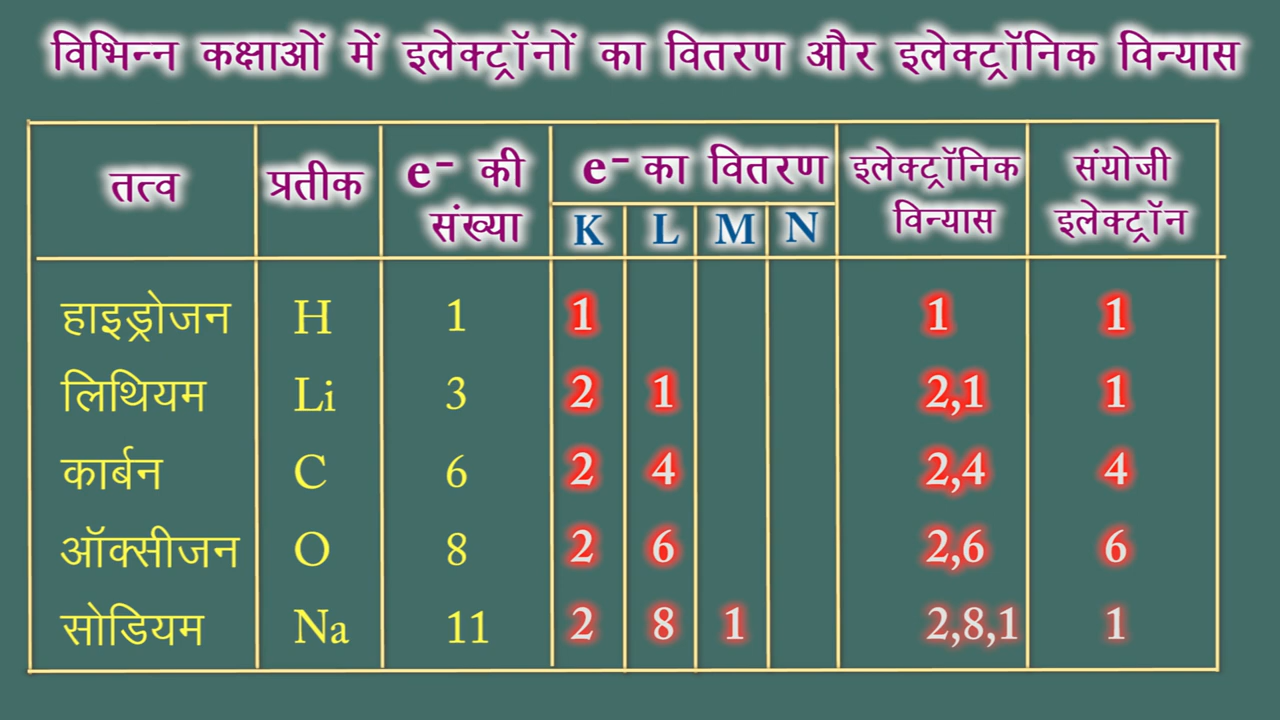 विभिन्न कक्षाओं में इलेक्ट्रॉनों का वितरण और इलेक्ट्रॉनिक विन्यास
तत्व प्रतीक e⁻ की संख्या e⁻ का वितरण इलेक्ट्रॉनिक विन्यास संयोजी इलेक्ट्रॉन
K L M N
हाइड्रोजन H 1 1 1 1
लिथियम Li 3 2 1 2,1 1
कार्बन C 6 2 4 2,4 4
ऑक्सीजन O 8 2 6 2,6 6
सोडियम Na 11 2 8 1 2,8,1 1